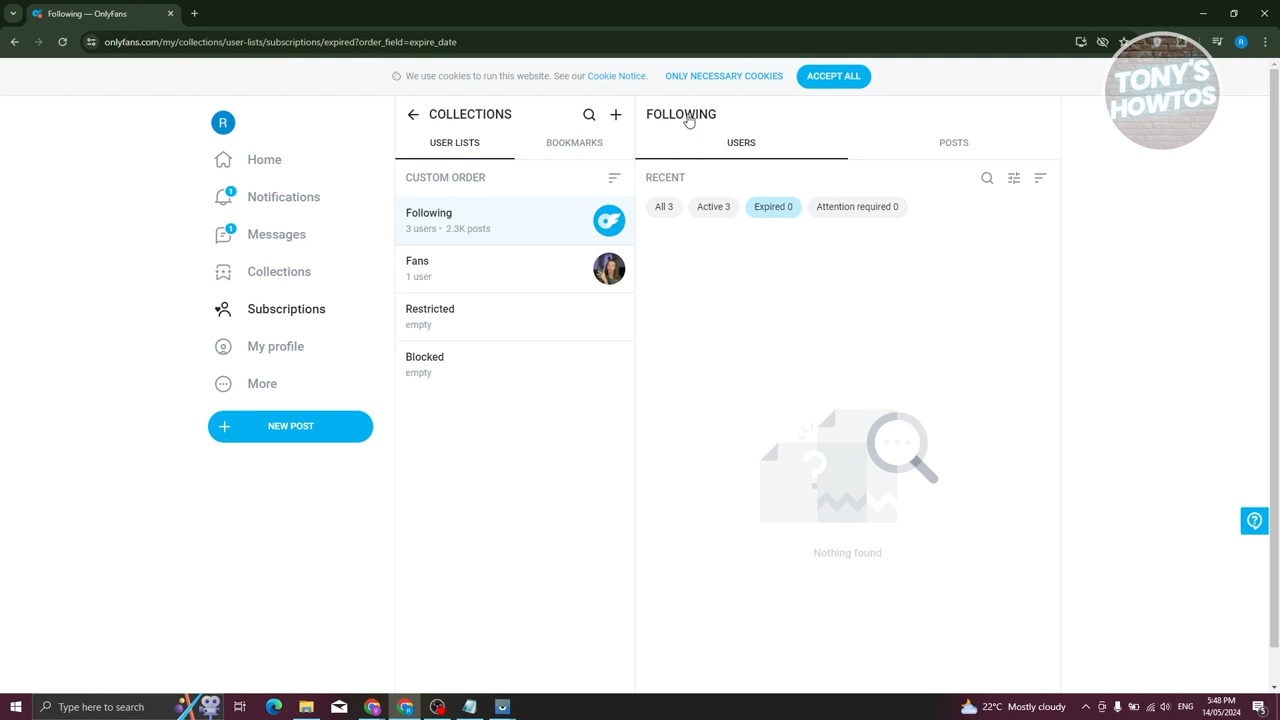 Following — OnlyFans
onlyfans.com/my/collections/user-lists/subscriptions/expired?order_field=expire_date
TONY'S
HOWTOS
We use cookies to run this website. See our Cookie Notice.
ONLY NECESSARY COOKIES
ACCEPT ALL
R
Home
1
Notifications
1
Messages
Collections
Subscriptions
My profile
More
NEW POST
COLLECTIONS
USER LISTS
BOOKMARKS
CUSTOM ORDER
Following
3 users • 2.3K posts
Fans
1 user
Restricted
empty
Blocked
empty
FOLLOWING
USERS
POSTS
RECENT
All 3
Active 3
Expired 0
Attention required 0
Nothing found
Type here to search
22°C Mostly cloudy
5:48 PM
14/05/2024